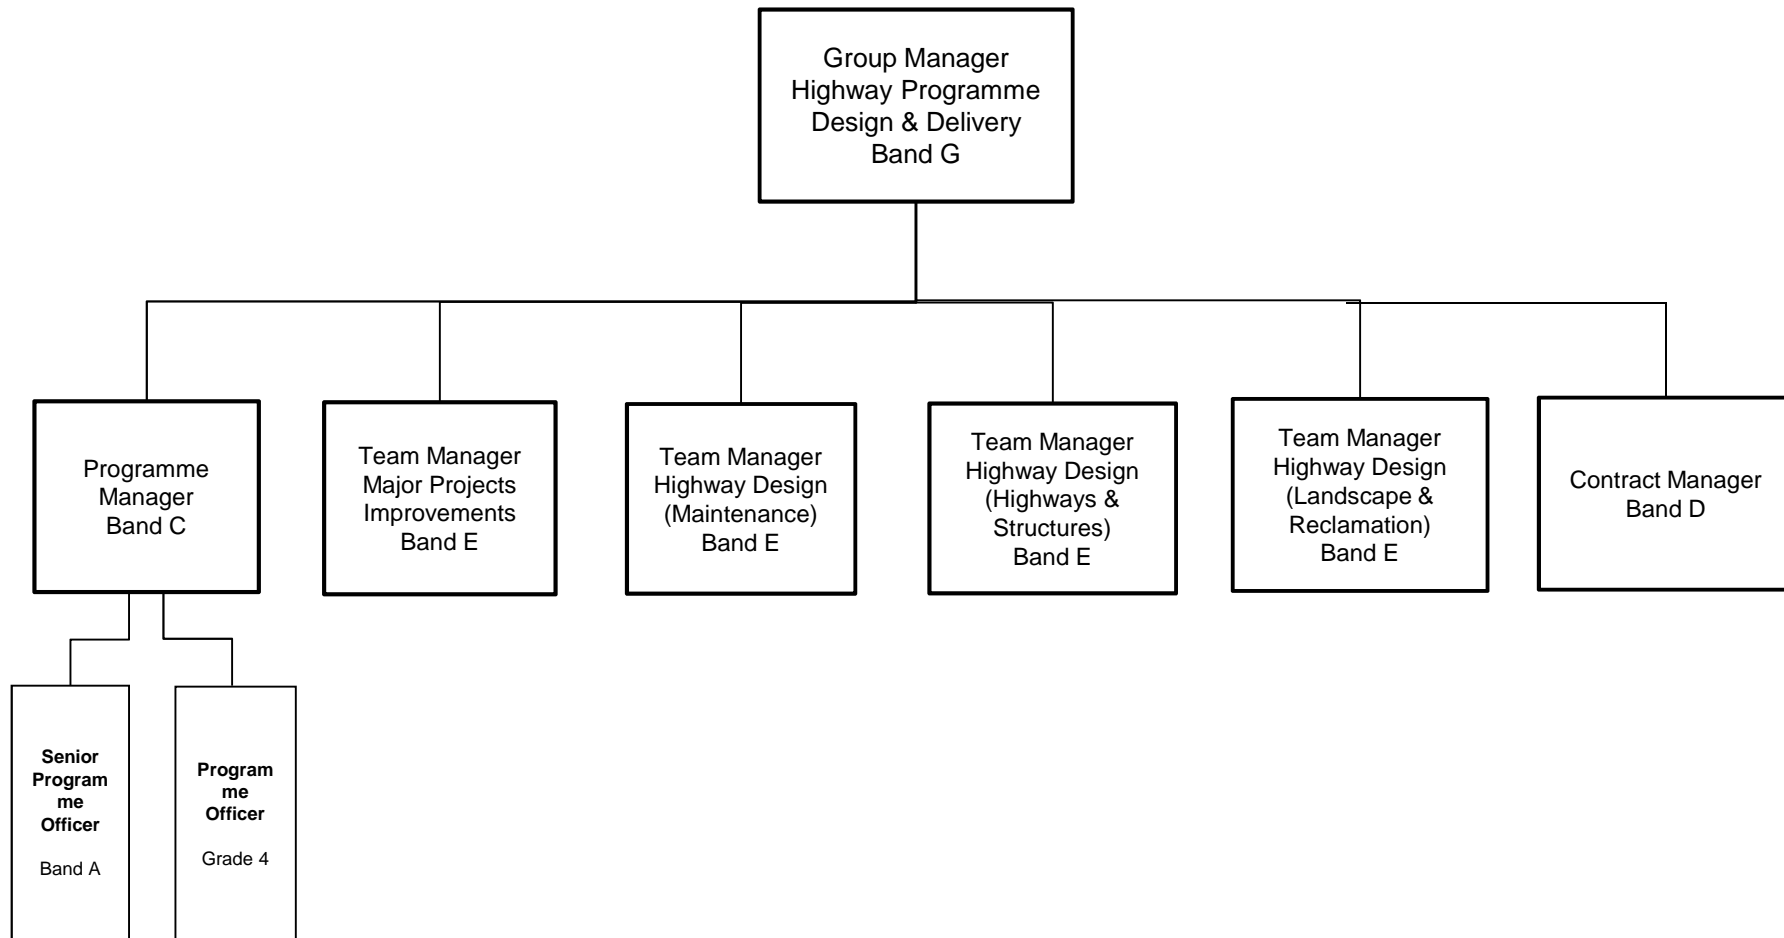 Group Manager
Highway Programme
Design & Delivery
Band G
Programme
Manager
Band C
Team Manager
Major Projects
Improvements
Band E
Team Manager
Highway Design
(Maintenance)
Band E
Team Manager
Highway Design
(Highways &
Structures)
Band E
Team Manager
Highway Design
(Landscape &
Reclamation)
Band E
Contract Manager
Band D
Senior
Program
me
Officer
Band A
Program
me
Officer
Grade 4